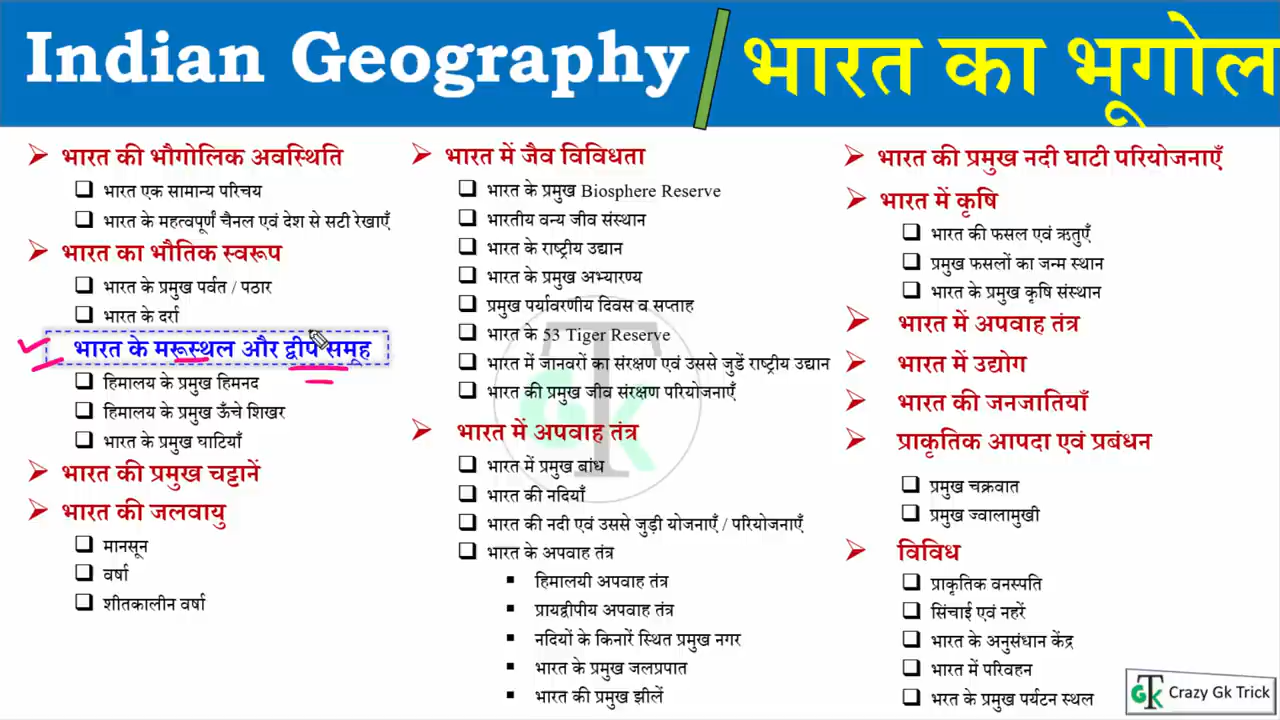 Indian Geography / भारत का भूगोल
भारत की भौगोलिक अवस्थिति
भारत एक सामान्य परिचय
भारत के महत्वपूर्ण चैनल एवं देश से सटी रेखाएँ
भारत का भौतिक स्वरूप
भारत के प्रमुख पर्वत / पठार
भारत के दर्रा
भारत के मरूस्थल और द्वीप समूह
हिमालय के प्रमुख हिमनद
हिमालय के प्रमुख ऊँचे शिखर
भारत के प्रमुख घाटियाँ
भारत की प्रमुख चट्टानें
भारत की जलवायु
मानसून
वर्षा
शीतकालीन वर्षा
भारत में जैव विविधता
भारत के प्रमुख Biosphere Reserve
भारतीय वन्य जीव संस्थान
भारत के राष्ट्रीय उद्यान
भारत के प्रमुख अभ्यारण्य
प्रमुख पर्यावरणीय दिवस व सप्ताह
भारत के 53 Tiger Reserve
भारत में जानवरों का संरक्षण एवं उससे जुडें राष्ट्रीय उद्यान
भारत की प्रमुख जीव संरक्षण परियोजनाएँ
भारत में अपवाह तंत्र
भारत में प्रमुख बांध
भारत की नदियाँ
भारत की नदी एवं उससे जुड़ी योजनाएँ / परियोजनाएँ
भारत के अपवाह तंत्र
हिमालयी अपवाह तंत्र
प्रायद्वीपीय अपवाह तंत्र
नदियों के किनारें स्थित प्रमुख नगर
भारत के प्रमुख जलप्रपात
भारत की प्रमुख झीलें
भारत की प्रमुख नदी घाटी परियोजनाएँ
भारत में कृषि
भारत की फसल एवं ऋतुएँ
प्रमुख फसलों का जन्म स्थान
भारत के प्रमुख कृषि संस्थान
भारत में अपवाह तंत्र
भारत में उद्योग
भारत की जनजातियाँ
प्राकृतिक आपदा एवं प्रबंधन
प्रमुख चक्रवात
प्रमुख ज्वालामुखी
विविध
प्राकृतिक वनस्पति
सिंचाई एवं नहरें
भारत के अनुसंधान केंद्र
भारत में परिवहन
भरत के प्रमुख पर्यटन स्थल
TGK
GTK Crazy Gk Trick